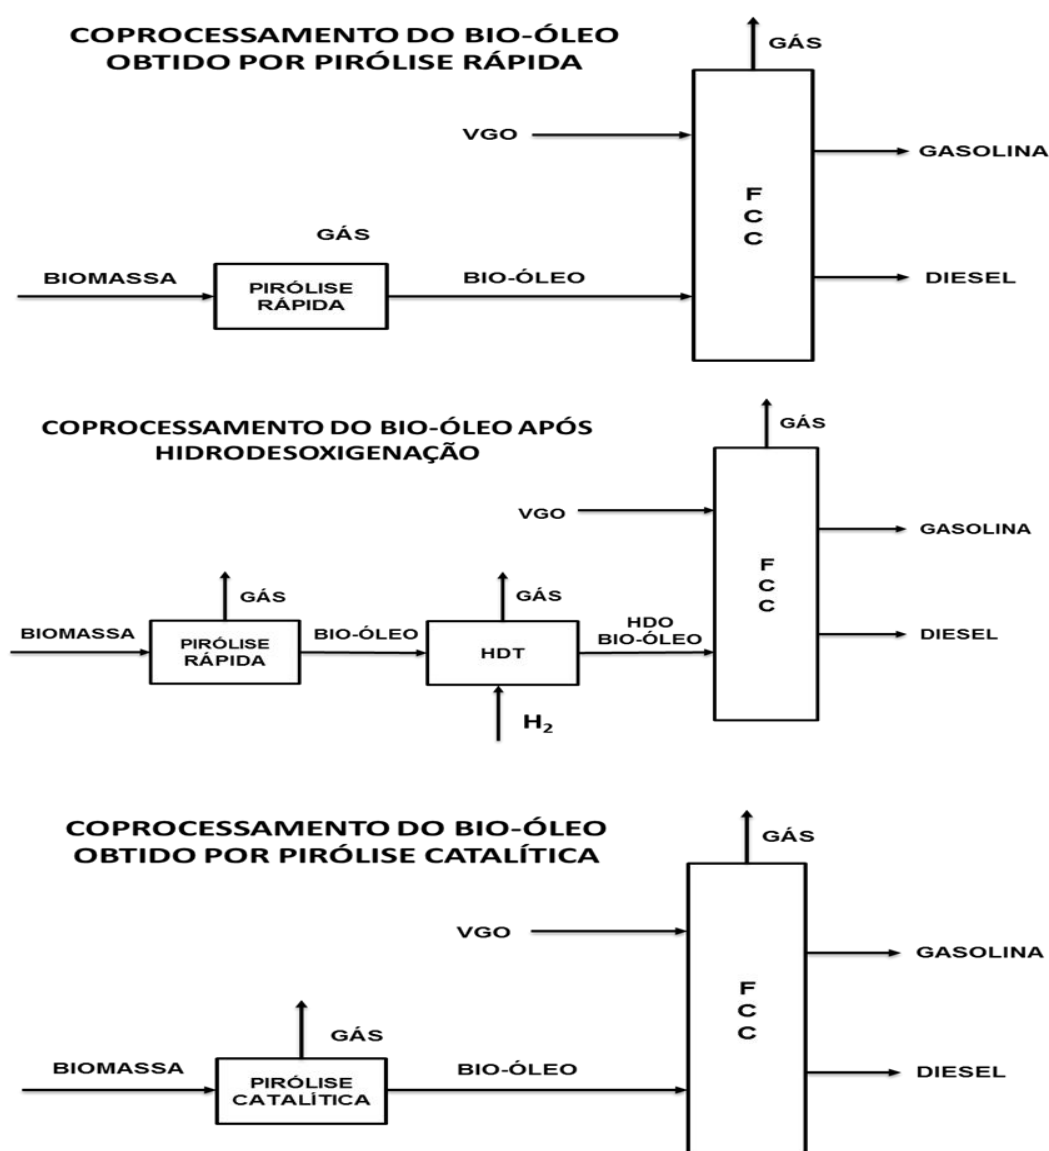 COPROCESSAMENTO DO BIO-ÓLEO
OBTIDO POR PIRÓLISE RÁPIDA
GÁS
VGO
GASOLINA
F
C
C
GÁS
BIOMASSA
PIRÓLISE
RÁPIDA
BIO-ÓLEO
DIESEL
COPROCESSAMENTO DO BIO-ÓLEO APÓS
HIDRODESOXIGENAÇÃO
GÁS
VGO
GASOLINA
F
C
C
GÁS
GÁS
BIOMASSA
PIRÓLISE
RÁPIDA
BIO-ÓLEO
HDT
HDO
BIO-ÓLEO
DIESEL
H₂
COPROCESSAMENTO DO BIO-ÓLEO
OBTIDO POR PIRÓLISE CATALÍTICA
GÁS
VGO
GASOLINA
F
C
C
GÁS
BIOMASSA
PIRÓLISE
CATALÍTICA
BIO-ÓLEO
DIESEL